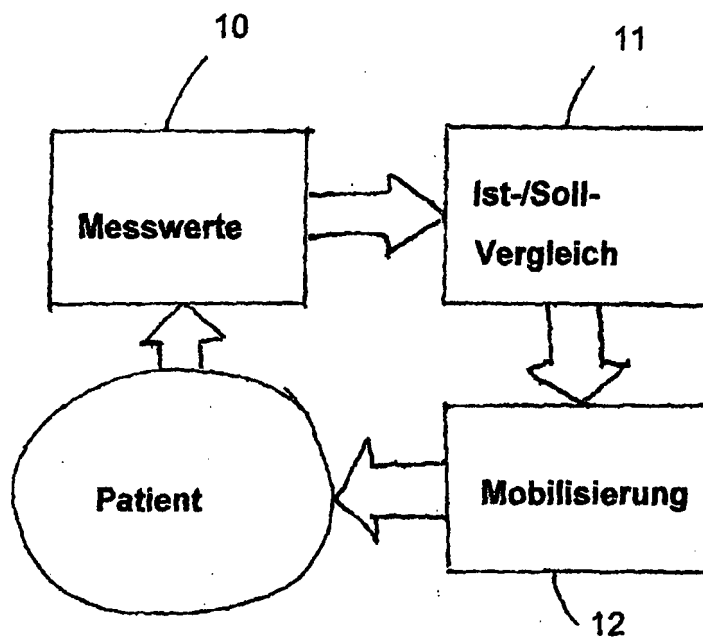 10
11
Messwerte
Ist-/Soll-
Vergleich
Patient
Mobilisierung
12